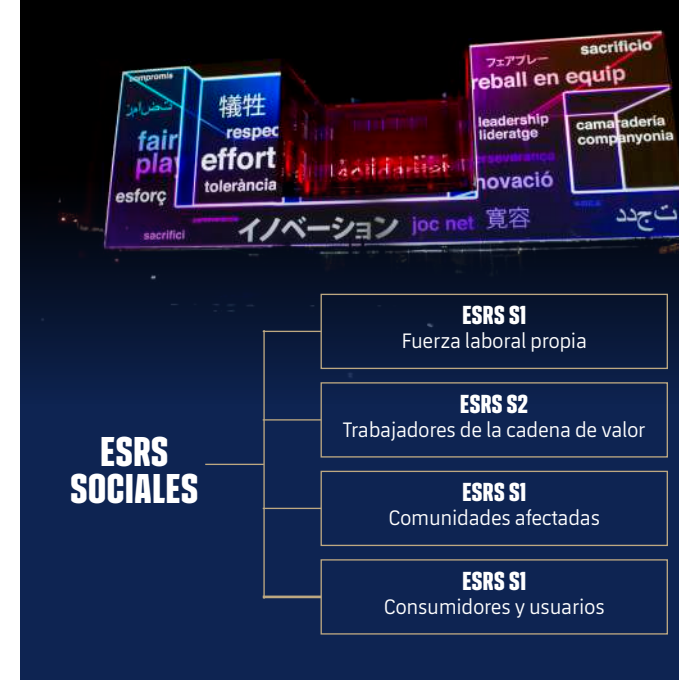 compromís
フェアプレー
sacrificio
reball en equip
犠牲
fair
play
respec
effort
tolerància
esforç
leadership
lideratge
camaradería
companyonia
perseverança
novació
sacrifici
イノベーション
joc net
寛容
تجدد
ESRS SOCIALES
ESRS S1
Fuerza laboral propia
ESRS S2
Trabajadores de la cadena de valor
ESRS S1
Comunidades afectadas
ESRS S1
Consumidores y usuarios